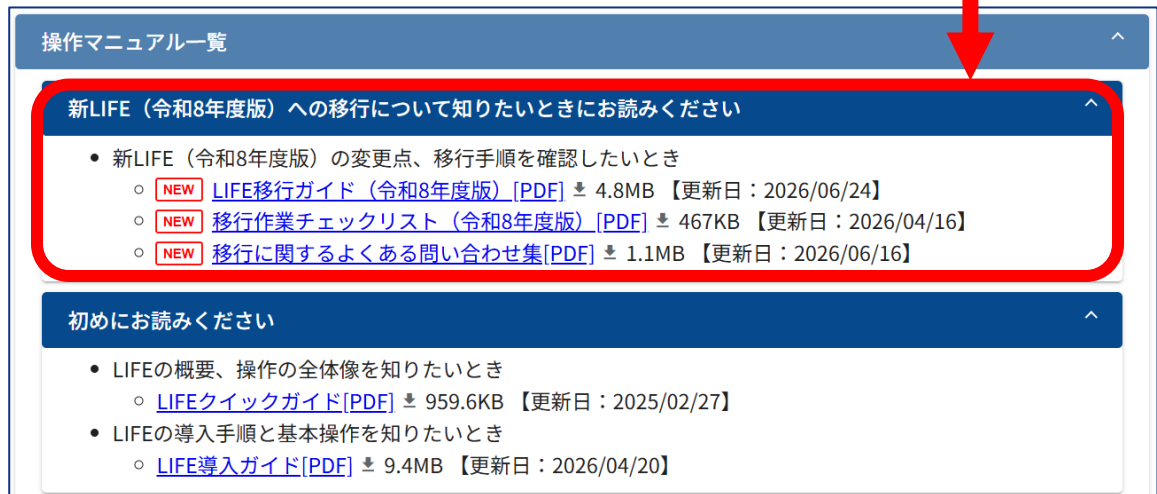 操作マニュアル一覧
新LIFE（令和8年度版）への移行について知りたいときにお読みください
• 新LIFE（令和8年度版）の変更点、移行手順を確認したいとき
○ NEW LIFE移行ガイド（令和8年度版）[PDF] 4.8MB 【更新日：2026/06/24】
○ NEW 移行作業チェックリスト（令和8年度版）[PDF] 467KB 【更新日：2026/04/16】
○ NEW 移行に関するよくある問い合わせ集[PDF] 1.1MB 【更新日：2026/06/16】
初めにお読みください
• LIFEの概要、操作の全体像を知りたいとき
○ LIFEクイックガイド[PDF] 959.6KB 【更新日：2025/02/27】
• LIFEの導入手順と基本操作を知りたいとき
○ LIFE導入ガイド[PDF] 9.4MB 【更新日：2026/04/20】